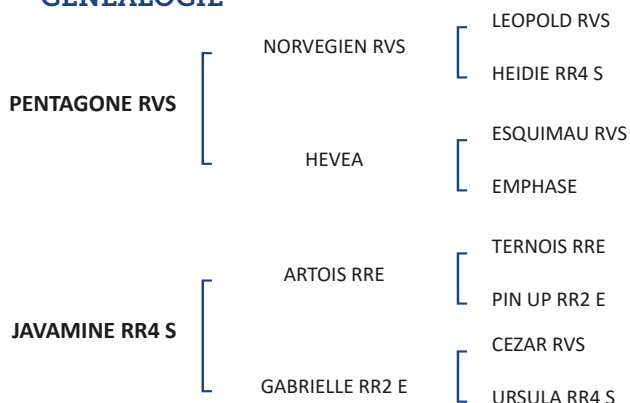 GÉNÉALOGIE
LEOPOLD RVS
NORVEGIEN RVS
HEIDIE RR4 S
PENTAGONE RVS
ESQUIMAU RVS
HEVEA
EMPHASE
TERNOIS RRE
ARTOIS RRE
PIN UP RR2 E
JAVAMINE RR4 S
CEZAR RVS
GABRIELLE RR2 E
URSULA RR4 S